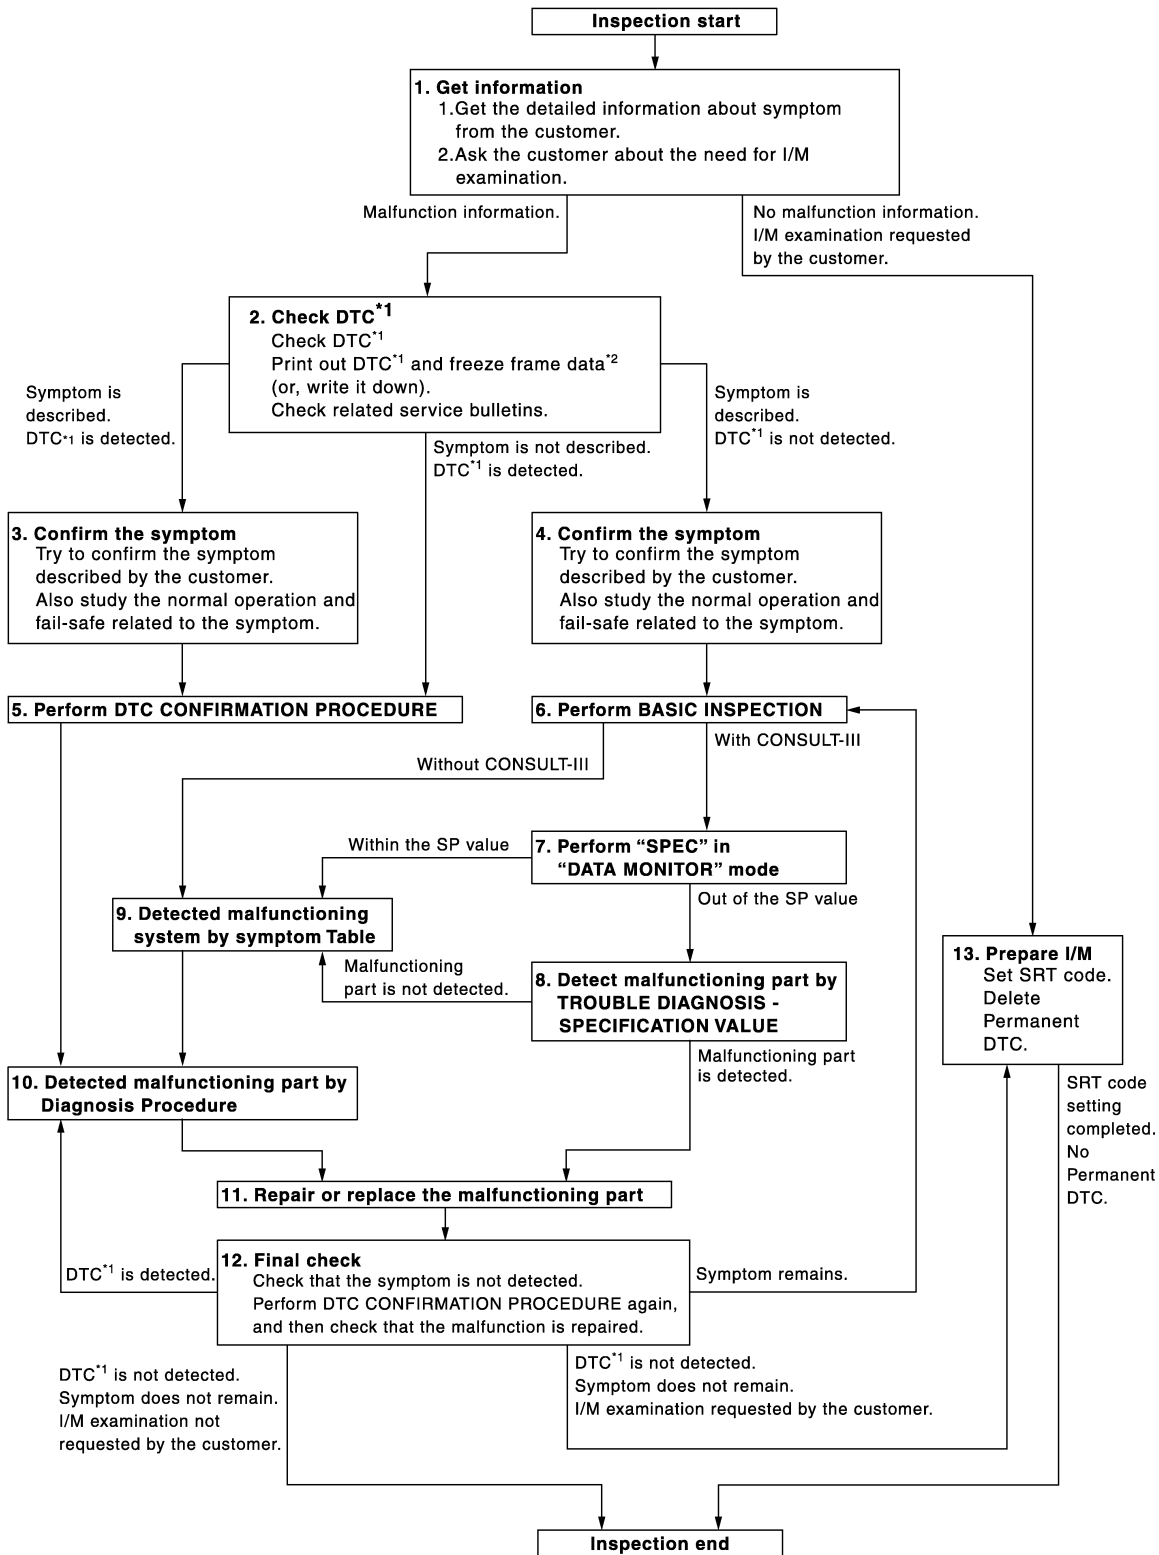 Inspection start
1. Get information
1.Get the detailed information about symptom
from the customer.
2.Ask the customer about the need for I/M
examination.
Malfunction information.
No malfunction information.
I/M examination requested
by the customer.
2. Check DTC*1
Check DTC*1
Print out DTC*1 and freeze frame data*2
(or, write it down).
Check related service bulletins.
Symptom is
described.
DTC*1 is detected.
Symptom is not described.
DTC*1 is detected.
Symptom is
described.
DTC*1 is not detected.
3. Confirm the symptom
Try to confirm the symptom
described by the customer.
Also study the normal operation and
fail-safe related to the symptom.
4. Confirm the symptom
Try to confirm the symptom
described by the customer.
Also study the normal operation and
fail-safe related to the symptom.
5. Perform DTC CONFIRMATION PROCEDURE
6. Perform BASIC INSPECTION
Without CONSULT-III
With CONSULT-III
Within the SP value
7. Perform “SPEC” in
“DATA MONITOR” mode
Out of the SP value
9. Detected malfunctioning
system by symptom Table
Malfunctioning
part is not detected.
8. Detect malfunctioning part by
TROUBLE DIAGNOSIS -
SPECIFICATION VALUE
13. Prepare I/M
Set SRT code.
Delete
Permanent
DTC.
Malfunctioning part
is detected.
10. Detected malfunctioning part by
Diagnosis Procedure
SRT code
setting
completed.
No
Permanent
DTC.
11. Repair or replace the malfunctioning part
12. Final check
Check that the symptom is not detected.
Perform DTC CONFIRMATION PROCEDURE again,
and then check that the malfunction is repaired.
DTC*1 is detected.
Symptom remains.
DTC*1 is not detected.
Symptom does not remain.
I/M examination not
requested by the customer.
DTC*1 is not detected.
Symptom does not remain.
I/M examination requested by the customer.
Inspection end